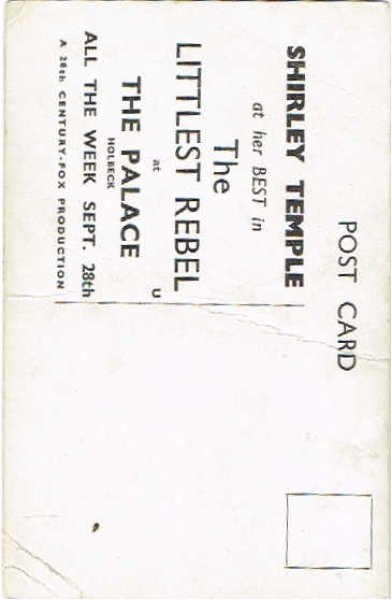 POST CARD
SHIRLEY TEMPLE
at her BEST in
The
LITTLEST REBEL
at U
THE PALACE
HOLBECK
ALL THE WEEK SEPT. 28th
A 20th CENTURY-FOX PRODUCTION